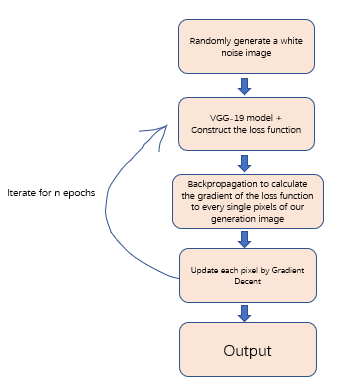 Randomly generate a white
noise image
VGG-19 model +
Construct the loss function
Iterate for n epochs
Backpropagation to calculate
the gradient of the loss function
to every single pixels of our
generation image
Update each pixel by Gradient
Decent
Output